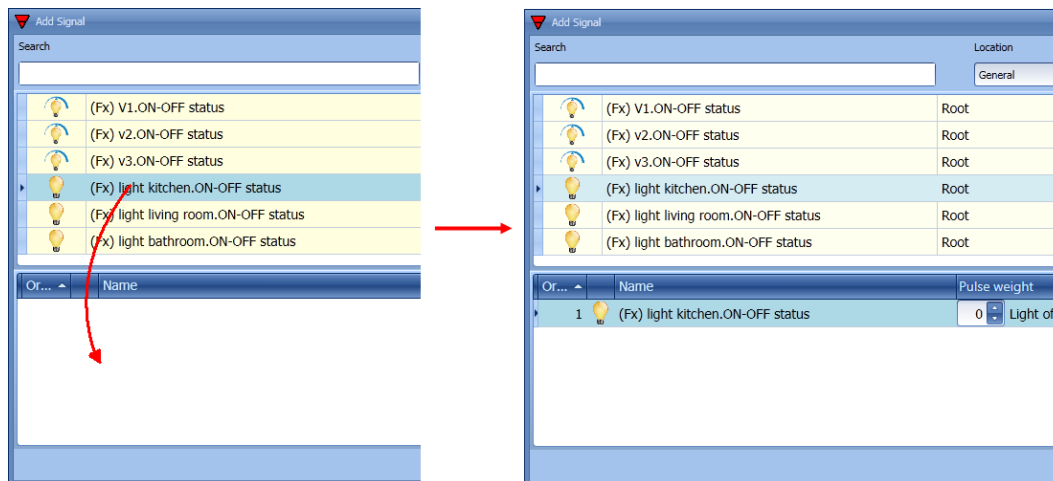 Add Signal
Search
(Fx) V1.ON-OFF status
(Fx) v2.ON-OFF status
(Fx) v3.ON-OFF status
(Fx) light kitchen.ON-OFF status
(Fx) light living room.ON-OFF status
(Fx) light bathroom.ON-OFF status
Or... Name
Add Signal
Search Location
General
(Fx) V1.ON-OFF status Root
(Fx) v2.ON-OFF status Root
(Fx) v3.ON-OFF status Root
(Fx) light kitchen.ON-OFF status Root
(Fx) light living room.ON-OFF status Root
(Fx) light bathroom.ON-OFF status Root
Or... Name Pulse weight
1 (Fx) light kitchen.ON-OFF status 0 Light of